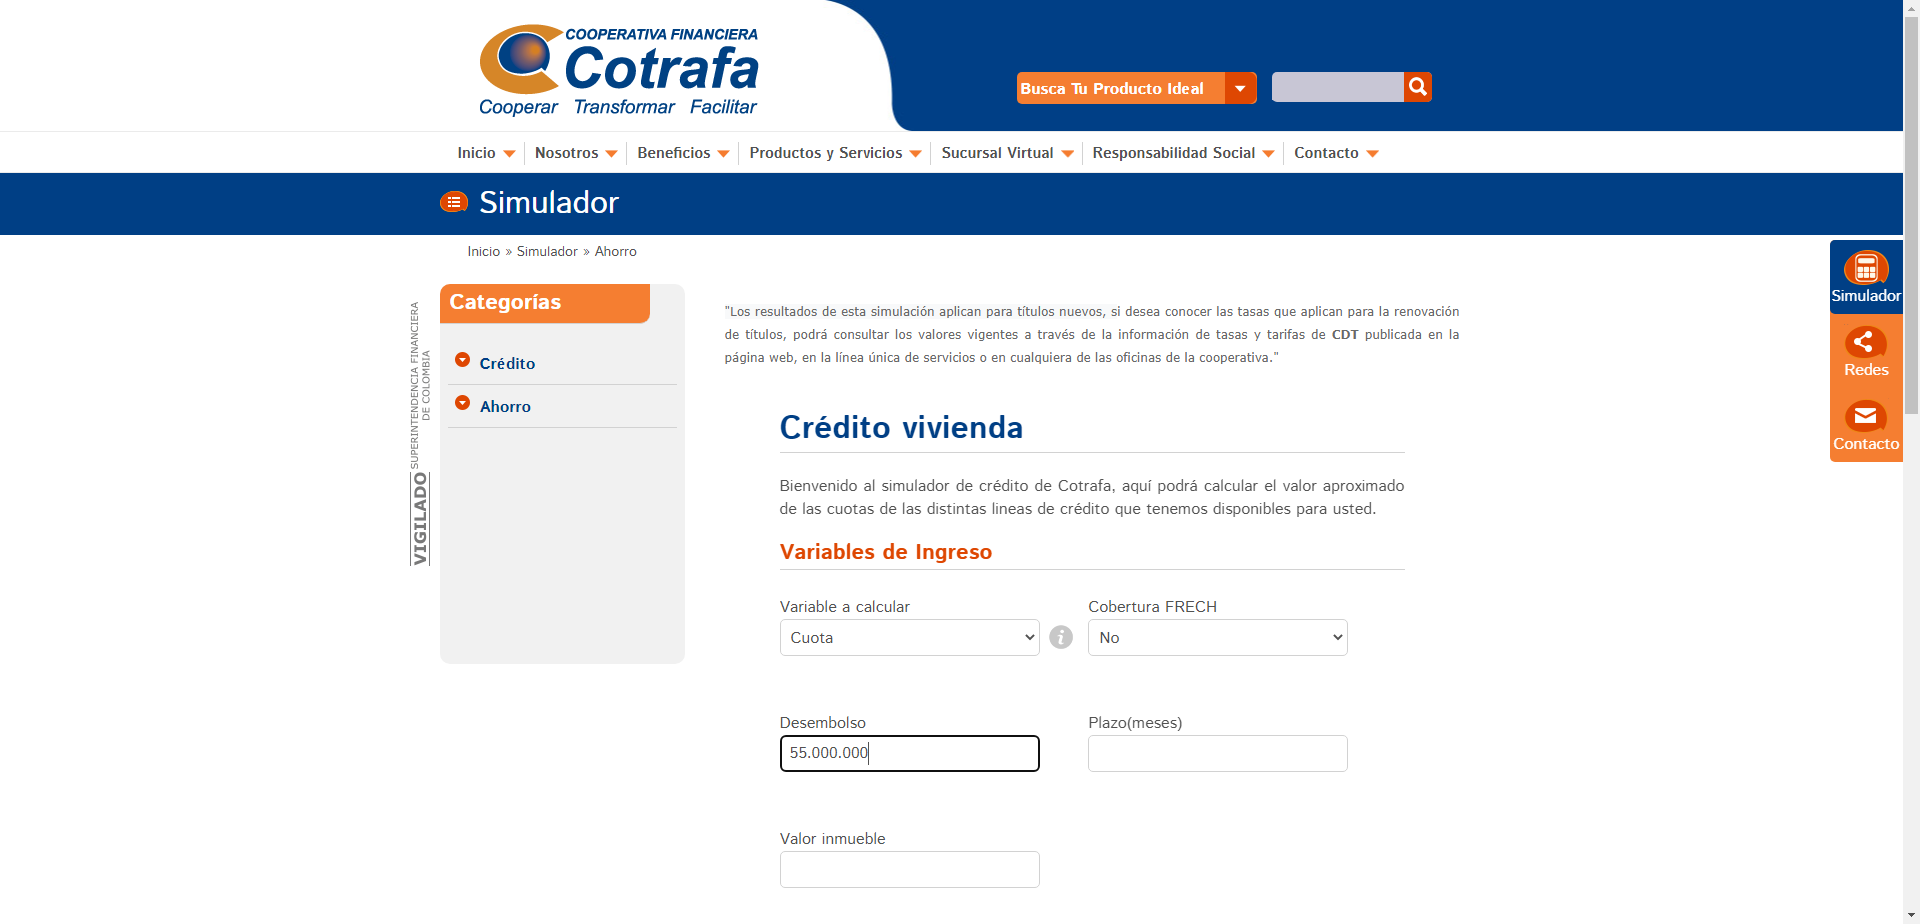 COOPERATIVA FINANCIERA
Cotrafa
Cooperar Transformar Facilitar
Busca Tu Producto Ideal
Inicio
Nosotros
Beneficios
Productos y Servicios
Sucursal Virtual
Responsabilidad Social
Contacto
Simulador
Inicio » Simulador » Ahorro
VIGILADO SUPERINTENDENCIA FINANCIERA
DE COLOMBIA
Categorías
Crédito
Ahorro
"Los resultados de esta simulación aplican para títulos nuevos, si desea conocer las tasas que aplican para la renovación
de títulos, podrá consultar los valores vigentes a través de la información de tasas y tarifas de CDT publicada en la
página web, en la línea única de servicios o en cualquiera de las oficinas de la cooperativa."
Crédito vivienda
Bienvenido al simulador de crédito de Cotrafa, aquí podrá calcular el valor aproximado
de las cuotas de las distintas lineas de crédito que tenemos disponibles para usted.
Variables de Ingreso
Variable a calcular
Cuota
i
Cobertura FRECH
No
Desembolso
55.000.000
Plazo(meses)
Valor inmueble
Simulador
Redes
Contacto